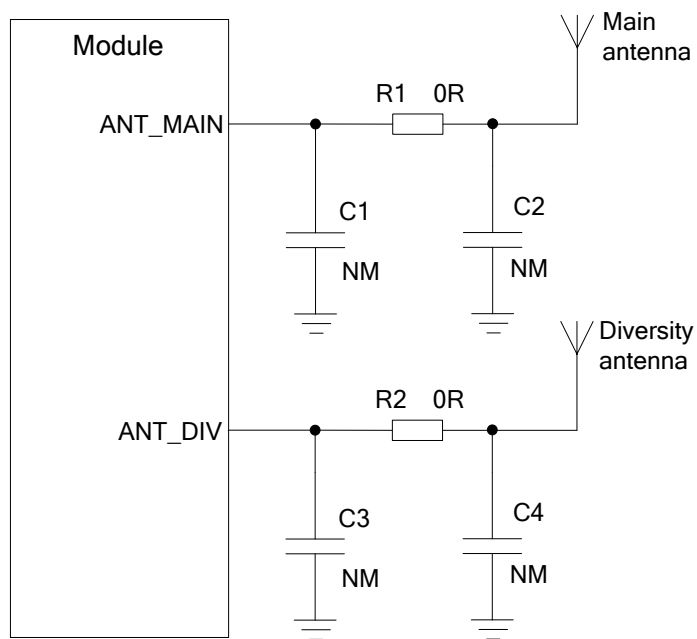 Module
Main
antenna
R1 0R
ANT_MAIN
C1
C2
NM
NM
Diversity
antenna
R2 0R
ANT_DIV
C3
C4
NM
NM